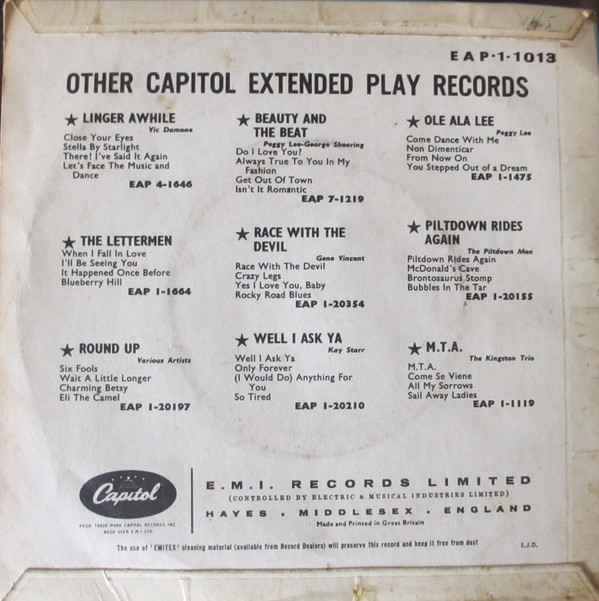 EAP·1·1013
OTHER CAPITOL EXTENDED PLAY RECORDS
★ LINGER AWHILE
Vic Damone
Close Your Eyes
Stella By Starlight
There! I've Said It Again
Let's Face The Music and
Dance
EAP 4-1646
★ BEAUTY AND
THE BEAT
Peggy Lee-George Shearing
Do I Love You?
Always True To You In My
Fashion
Get Out Of Town
Isn't It Romantic
EAP 7-1219
★ OLE ALA LEE
Peggy Lee
Come Dance With Me
Non Dimenticar
From Now On
You Stepped Out of a Dream
EAP 1-1475
★ THE LETTERMEN
When I Fall In Love
I'll Be Seeing You
It Happened Once Before
Blueberry Hill
EAP 1-1664
★ RACE WITH THE
DEVIL
Gene Vincent
Race With The Devil
Crazy Legs
Yes I Love You, Baby
Rocky Road Blues
EAP 1-20354
★ PILTDOWN RIDES
AGAIN
The Piltdown Men
Piltdown Rides Again
McDonald's Cave
Brontosaurus Stomp
Bubbles In The Tar
EAP 1-20155
★ ROUND UP
Various Artists
Six Fools
Wait A Little Longer
Charming Betsy
Eli The Camel
EAP 1-20197
★ WELL I ASK YA
Kay Starr
Well I Ask Ya
Only Forever
(I Would Do) Anything For
You
So Tired
EAP 1-20210
★ M.T.A.
The Kingston Trio
M.T.A.
Come Se Viene
All My Sorrows
Sail Away Ladies
EAP 1-1119
Capitol
REGD. TRADE MARK CAPITOL RECORDS INC
REGD USER E M I LTD
E.M.I. RECORDS LIMITED
(CONTROLLED BY ELECTRIC & MUSICAL INDUSTRIES LIMITED)
HAYES · MIDDLESEX · ENGLAND
Made and Printed in Great Britain
The use of 'EMITEX' cleaning material (available from Record Dealers) will preserve this record and keep it free from dust
E.J.D.